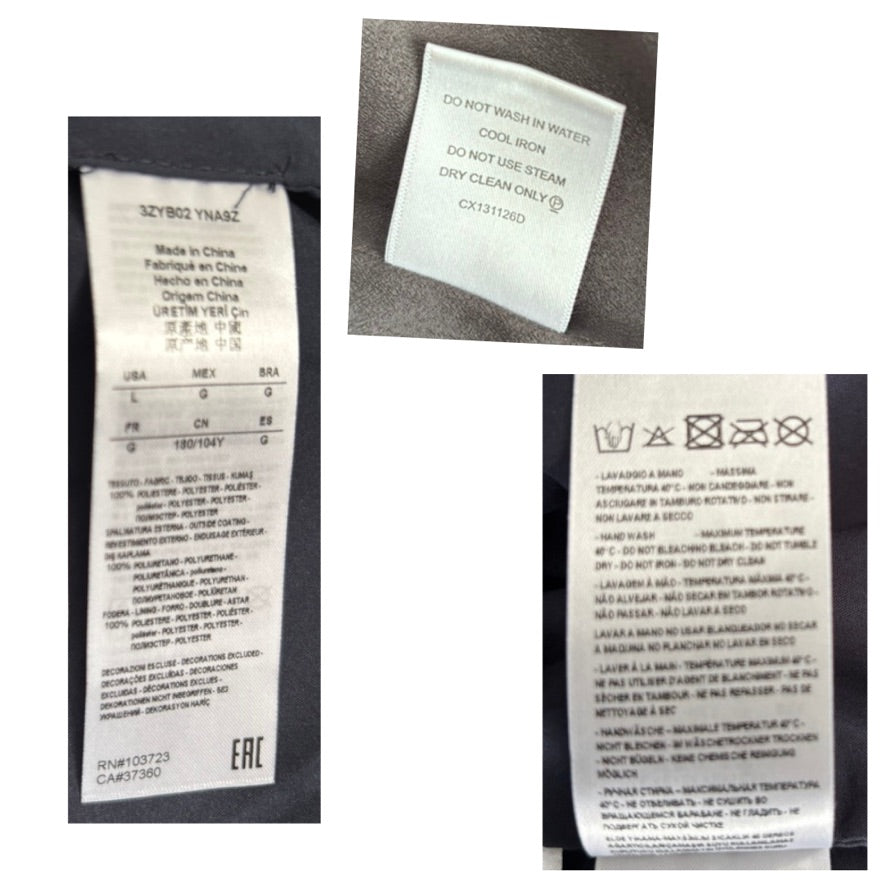 3ZYB02 YNA9Z
Made in China
Fabriqué en Chine
Hecho en China
Origem China
ÜRETİM YERİ Çin
原產地 中國
原产地 中国
USA MEX BRA
L G G
FR CN ES
G 180/104Y G
TESSUTO - FABRIC - TEJIDO - TISSUS - KUMAŞ
100% POLIESTERE - POLYESTER - POLIÉSTER -
poliéster - POLYESTER - POLYESTER -
ПОЛИЭСТЕР - POLYESTER
SPALMATURA ESTERNA - OUTSIDE COATING -
REVESTIMIENTO EXTERNO - ENDUISAGE EXTÉRIEUR -
DIŞ KAPLAMA
100% POLIURETANO - POLYURETHANE -
POLIURETÂNICA - poliuretano -
POLYURÉTHANIQUE - POLYURETHAN -
ПОЛИУРЕТАНОВОЕ - POLİÜRETAN
FODERA - LINING - FORRO - DOUBLURE - ASTAR
100% POLIESTERE - POLYESTER - POLIÉSTER -
poliéster - POLYESTER - POLYESTER -
ПОЛИЭСТЕР - POLYESTER
DECORAZIONI ESCLUSE - DECORATIONS EXCLUDED -
DECORAÇÕES EXCLUÍDAS - DECORACIONES
EXCLUIDAS - DÉCORATIONS EXCLUES -
DEKORATIONEN NICHT INBEGRIFFEN - БЕЗ
УКРАШЕНИЙ - DEKORASYON HARİÇ
RN#103723
CA#37360
EAC
DO NOT WASH IN WATER
COOL IRON
DO NOT USE STEAM
DRY CLEAN ONLY Ⓟ
CX131126D
- LAVAGGIO A MANO - MASSIMA
TEMPERATURA 40°C - NON CANDEGGIARE - NON
ASCIUGARE IN TAMBURO ROTATIVO - NON STIRARE -
NON LAVARE A SECCO
- HAND WASH - MAXIMUM TEMPERATURE
40°C - DO NOT BLEACHING BLEACH - DO NOT TUMBLE
DRY - DO NOT IRON - DO NOT DRY CLEAN
- LAVAGEM À MÃO - TEMPERATURA MÁXIMA 40°C -
NÃO ALVEJAR - NÃO SECAR EM TAMBOR ROTATIVO -
NÃO PASSAR - NÃO LAVAR A SECO
LAVAR A MANO NO USAR BLANQUEADOR NO SECAR
A MAQUINA NO PLANCHAR NO LAVAR EN SECO
- LAVER À LA MAIN - TEMPÉRATURE MAXIMUM 40°C -
NE PAS UTILISER D'AGENT DE BLANCHIMENT - NE PAS
SÉCHER EN TAMBOUR - NE PAS REPASSER - PAS DE
NETTOYAGE À SEC
- HANDWÄSCHE - MAXIMALE TEMPERATUR 40°C -
NICHT BLEICHEN - IM WÄSCHETROCKNER TROCKNEN
- NICHT BÜGELN - KEINE CHEMISCHE REINIGUNG
MÖGLICH
- РУЧНАЯ СТИРКА - МАКСИМАЛЬНАЯ ТЕМПЕРАТУРА
40°C - НЕ ОТБЕЛИВАТЬ - НЕ СУШИТЬ ВО
ВРАЩАЮЩЕМСЯ БАРАБАНЕ - НЕ ГЛАДИТЬ - НЕ
ПОДВЕРГАТЬ СУХОЙ ЧИСТКЕ